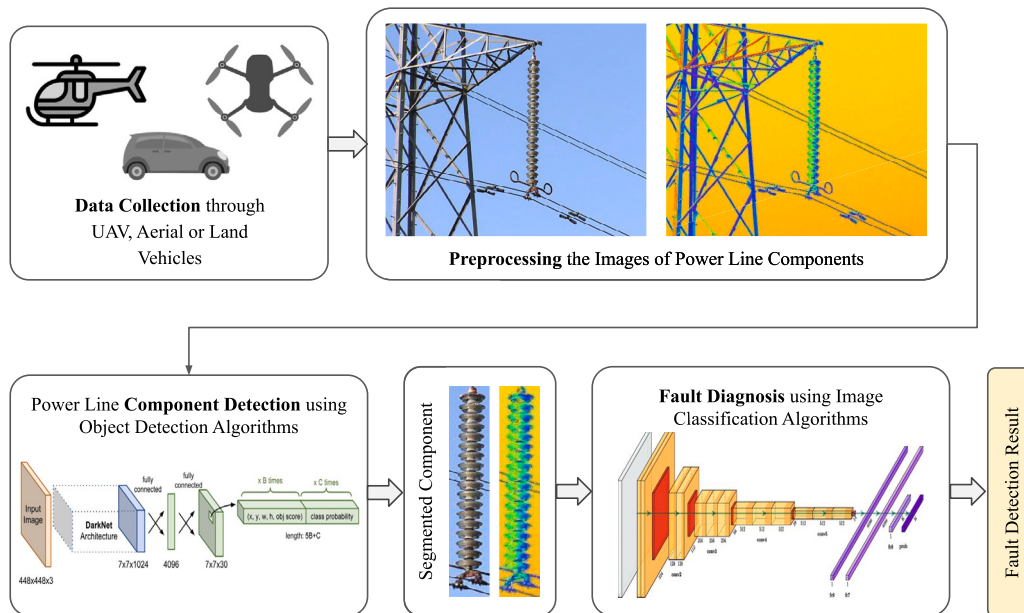 Data Collection through
UAV, Aerial or Land
Vehicles
Preprocessing the Images of Power Line Components
Power Line Component Detection using
Object Detection Algorithms
Input
Image
448x448x3
DarkNet
Architecture
7x7x1024
fully
connected
4096
fully
connected
7x7x30
x B times
x C times
(x, y, w, h, obj score)
class probability
length: 5B+C
Segmented Component
Fault Diagnosis using Image
Classification Algorithms
Fault Detection Result